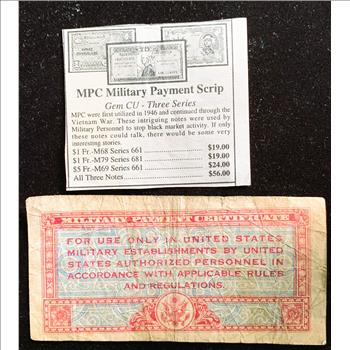 MPC Military Payment Scrip
Gem CU - Three Series
MPC were first utilized in 1946 and continued through the
Vietnam War. These intriguing notes were used by
Military Personnel to stop black market activity. If only
these notes could talk, there would be some very
interesting stories.
$1 Fr.-M68 Series 661 $19.00
$1 Fr.-M79 Series 681 $19.00
$5 Fr.-M69 Series 661 $24.00
All Three Notes $56.00
MILITARY PAYMENT CERTIFICATE
FOR USE ONLY IN UNITED STATES
MILITARY ESTABLISHMENTS BY UNITED
STATES AUTHORIZED PERSONNEL IN
ACCORDANCE WITH APPLICABLE RULES
AND REGULATIONS.